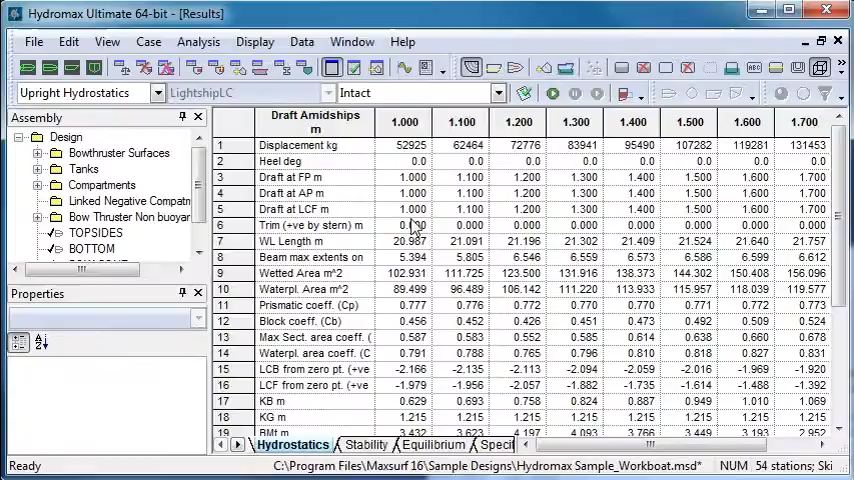 Hydromax Ultimate 64-bit - [Results]
File Edit View Case Analysis Display Data Window Help
Upright Hydrostatics LightshipLC Intact
Assembly
Design
Bowthruster Surfaces
Tanks
Compartments
Linked Negative Compartn
Bow Thruster Non buoyar
TOPSIDES
BOTTOM
Properties
Draft Amidships m 1.000 1.100 1.200 1.300 1.400 1.500 1.600 1.700
1 Displacement kg 52925 62464 72776 83941 95490 107282 119281 131453
2 Heel deg 0.0 0.0 0.0 0.0 0.0 0.0 0.0 0.0
3 Draft at FP m 1.000 1.100 1.200 1.300 1.400 1.500 1.600 1.700
4 Draft at AP m 1.000 1.100 1.200 1.300 1.400 1.500 1.600 1.700
5 Draft at LCF m 1.000 1.100 1.200 1.300 1.400 1.500 1.600 1.700
6 Trim (+ve by stern) m 0.000 0.000 0.000 0.000 0.000 0.000 0.000
7 WL Length m 20.987 21.091 21.196 21.302 21.409 21.524 21.640 21.757
8 Beam max extents on 5.394 5.805 6.546 6.559 6.573 6.586 6.599 6.612
9 Wetted Area m^2 102.931 111.725 123.500 131.916 138.373 144.302 150.408 156.096
10 Waterpl. Area m^2 89.499 96.489 106.142 111.220 113.933 115.957 118.039 119.577
11 Prismatic coeff. (Cp) 0.777 0.776 0.772 0.770 0.770 0.771 0.772 0.773
12 Block coeff. (Cb) 0.456 0.452 0.426 0.451 0.473 0.492 0.509 0.524
13 Max Sect. area coeff. ( 0.587 0.583 0.552 0.585 0.614 0.638 0.660 0.678
14 Waterpl. area coeff. (C 0.791 0.788 0.765 0.796 0.810 0.818 0.827 0.831
15 LCB from zero pt. (+ve -2.166 -2.135 -2.113 -2.094 -2.059 -2.016 -1.969 -1.920
16 LCF from zero pt. (+ve -1.979 -1.956 -2.057 -1.882 -1.735 -1.614 -1.488 -1.392
17 KB m 0.629 0.693 0.758 0.824 0.887 0.949 1.010 1.069
18 KG m 1.215 1.215 1.215 1.215 1.215 1.215 1.215 1.215
19 BMt m 3.432 3.623 4.197 4.093 3.766 3.449 3.193 2.952
Hydrostatics Stability Equilibrium Speci
Ready C:\Program Files\Maxsurf 16\Sample Designs\Hydromax Sample_Workboat.msd* NUM 54 stations; Ski